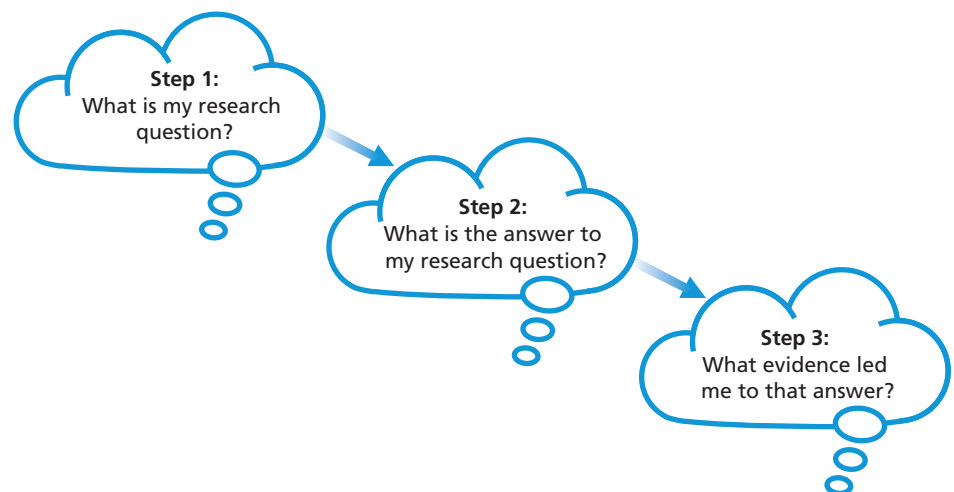 Step 1:
What is my research
question?
Step 2:
What is the answer to
my research question?
Step 3:
What evidence led
me to that answer?